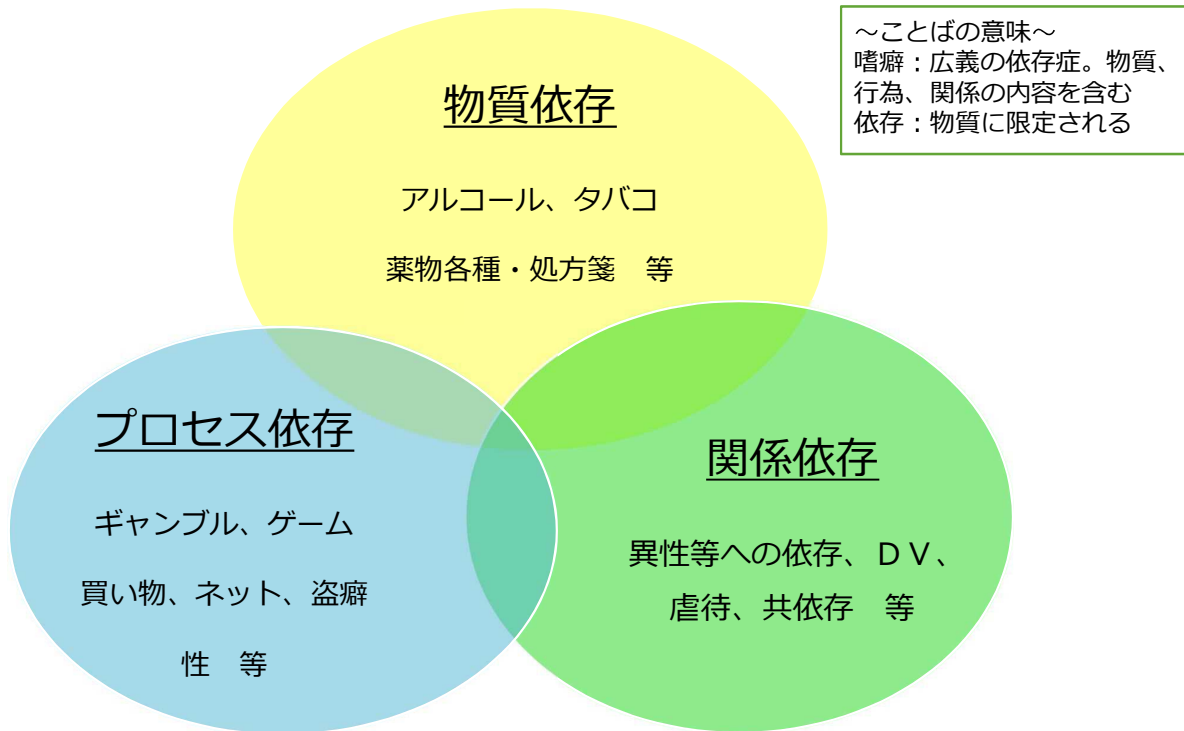 ～ことばの意味～
嗜癖：広義の依存症。物質、
行為、関係の内容を含む
依存：物質に限定される
物質依存
アルコール、タバコ
薬物各種・処方箋　等
プロセス依存
ギャンブル、ゲーム
買い物、ネット、盗癖
性　等
関係依存
異性等への依存、ＤＶ、
虐待、共依存　等